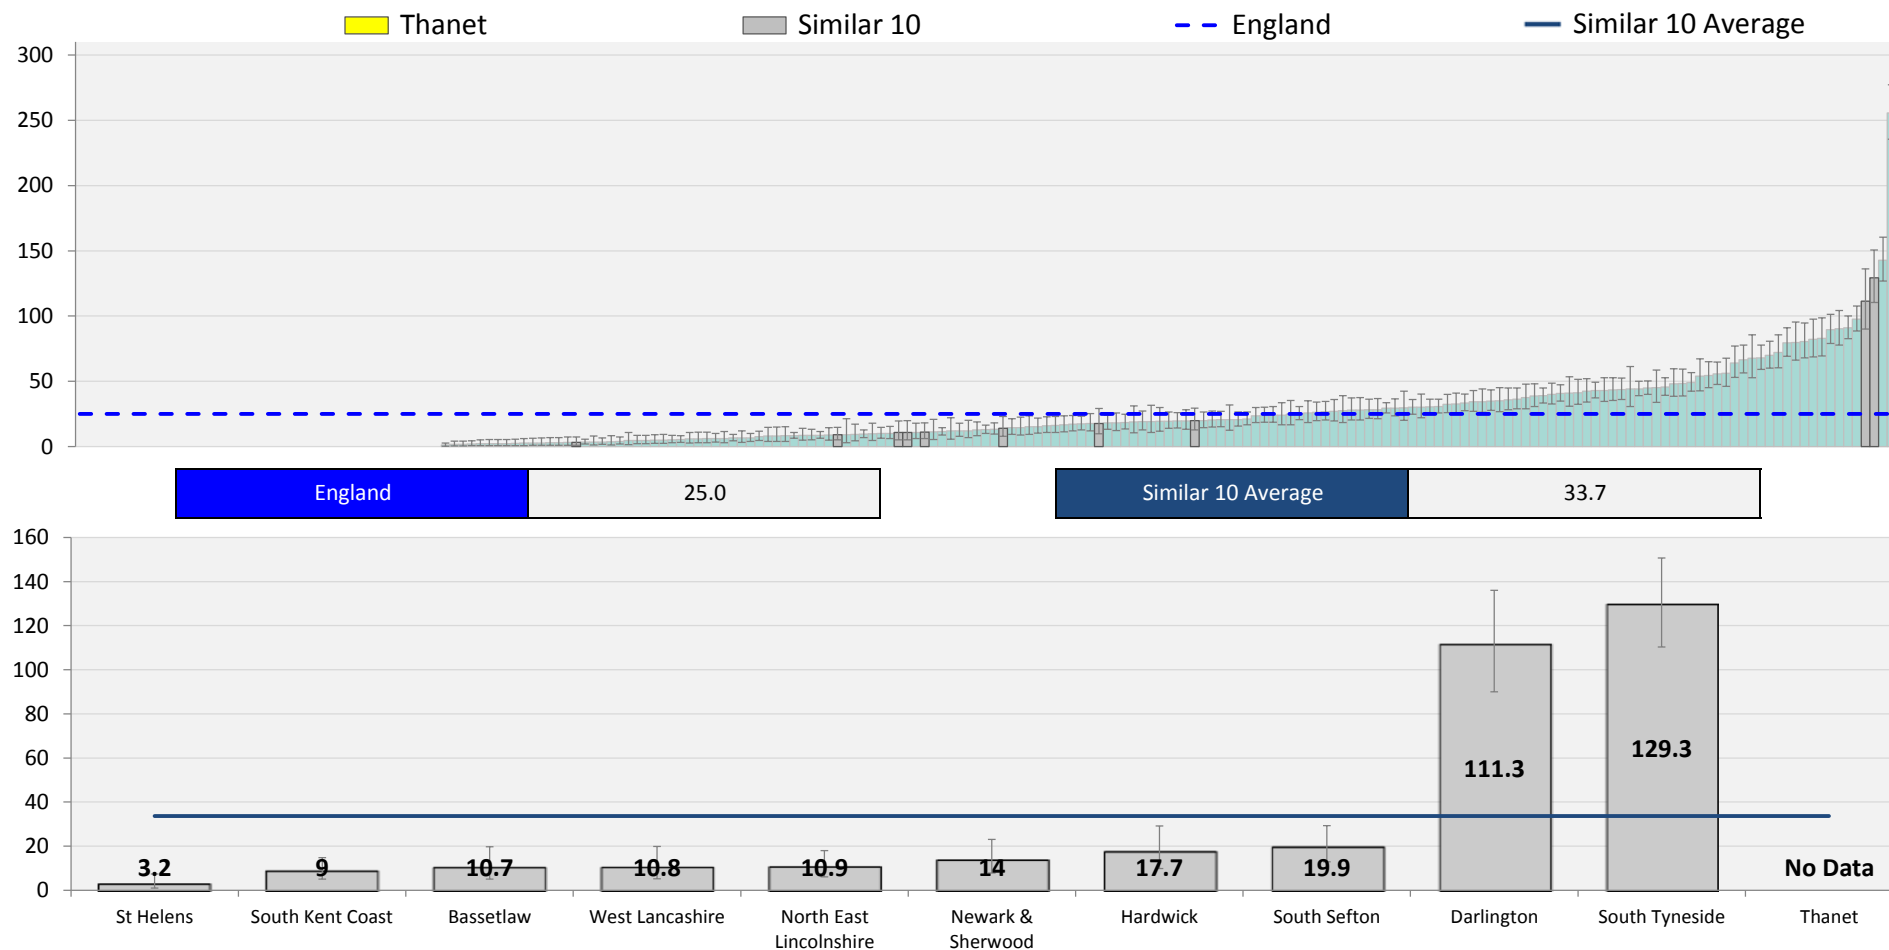 Thanet
Similar 10
England
Similar 10 Average
300
250
200
150
100
50
0
England
25.0
Similar 10 Average
33.7
160
140
120
100
80
60
40
20
0
3.2
9
10.7
10.8
10.9
14
17.7
19.9
111.3
129.3
No Data
St Helens
South Kent Coast
Bassetlaw
West Lancashire
North East
Lincolnshire
Newark &
Sherwood
Hardwick
South Sefton
Darlington
South Tyneside
Thanet